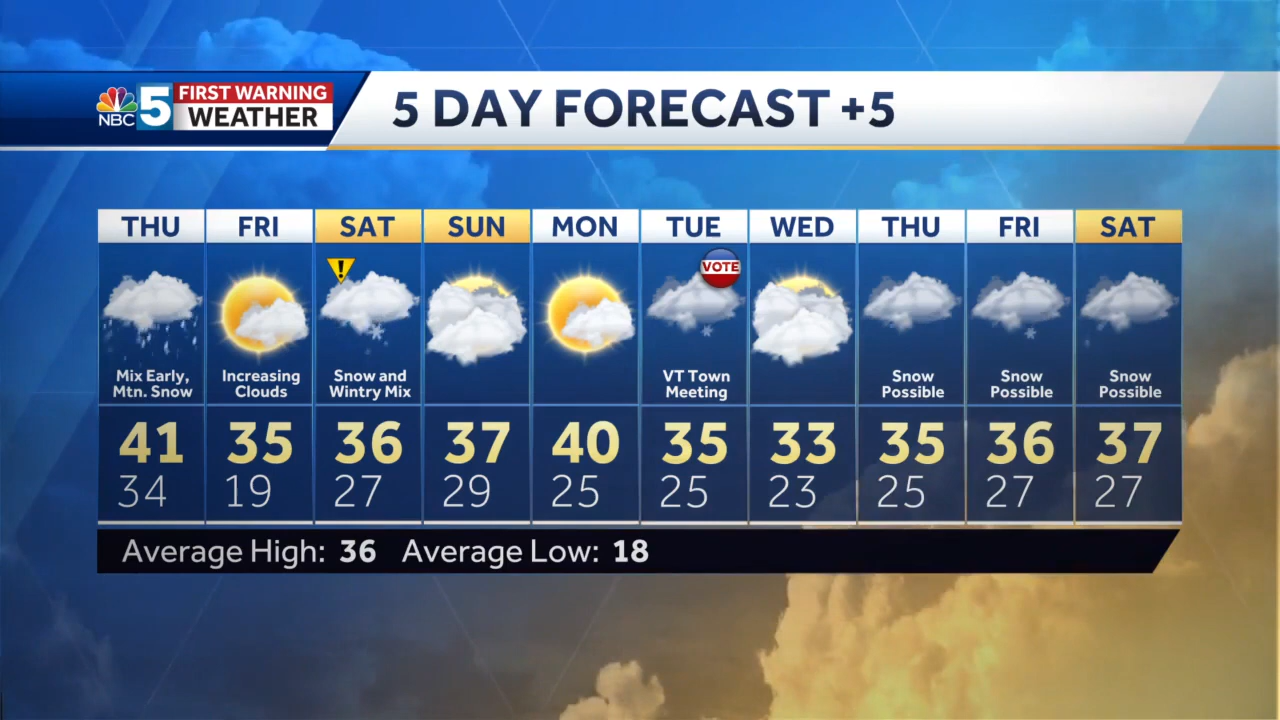 NBC 5 FIRST WARNING
WEATHER
5 DAY FORECAST +5
THU FRI SAT SUN MON TUE WED THU FRI SAT
!
VOTE
Mix Early, Increasing Snow and VT Town Snow Snow Snow
Mtn. Snow Clouds Wintry Mix Meeting Possible Possible Possible
41 35 36 37 40 35 33 35 36 37
34 19 27 29 25 25 23 25 27 27
Average High: 36 Average Low: 18